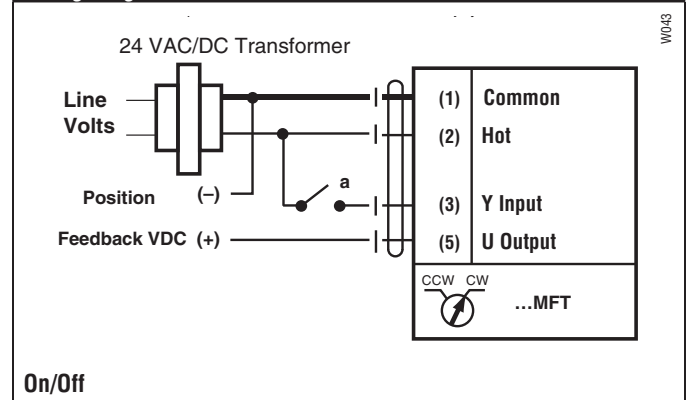 W043
24 VAC/DC Transformer
Line
Volts
(1) Common
(2) Hot
Position (–)
a
(3) Y Input
Feedback VDC (+)
(5) U Output
CCW CW
...MFT
On/Off